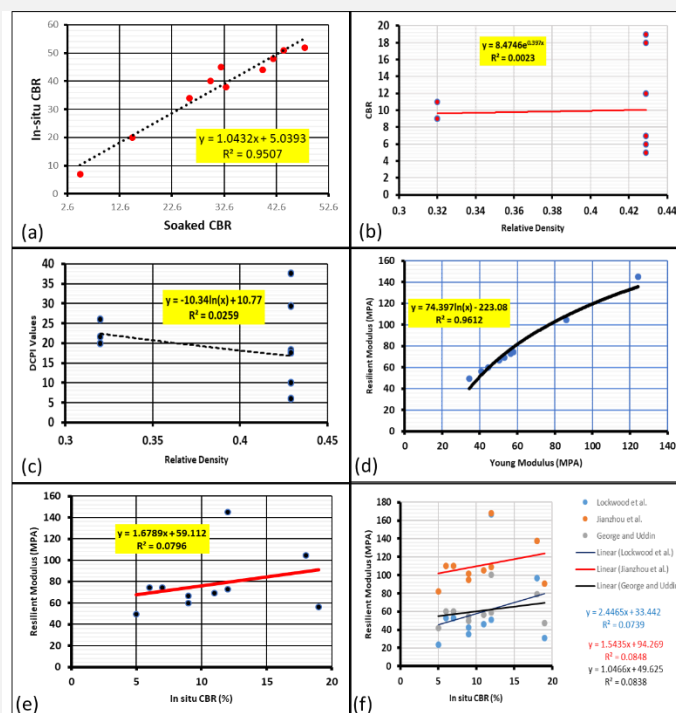 In-situ CBR
60
50
40
30
20
10
0
2.6 12.6 22.6 32.6 42.6 52.6
Soaked CBR
y = 1.0432x + 5.0393
R² = 0.9507
(a)
CBR
20
18
16
14
12
10
8
6
4
2
0
0.3 0.32 0.34 0.36 0.38 0.4 0.42 0.44
Relative Density
y = 8.4746e^0.397x
R² = 0.0023
(b)
DCPI Values
40
35
30
25
20
15
10
5
0
0.3 0.35 0.4 0.45
Relative Density
y = -10.34ln(x) + 10.77
R² = 0.0259
(c)
Resilient Modulus (MPA)
160
140
120
100
80
60
40
20
0
0 20 40 60 80 100 120 140
Young Modulus (MPA)
y = 74.397ln(x) - 223.08
R² = 0.9612
(d)
Resilient Modulus (MPA)
160
140
120
100
80
60
40
20
0
0 5 10 15 20
In situ CBR (%)
y = 1.6789x + 59.112
R² = 0.0796
(e)
Resilient Modulus (MPA)
180
160
140
120
100
80
60
40
20
0
0 5 10 15 20
In situ CBR (%)
Lockwood et al.
Jianzhou et al.
George and Uddin
Linear (Lockwood et al.)
Linear (Jianzhou et al.)
Linear (George and Uddin)
y = 2.4465x + 33.442
R² = 0.0739
y = 1.5435x + 94.269
R² = 0.0848
y = 1.0466x + 49.625
R² = 0.0838
(f)